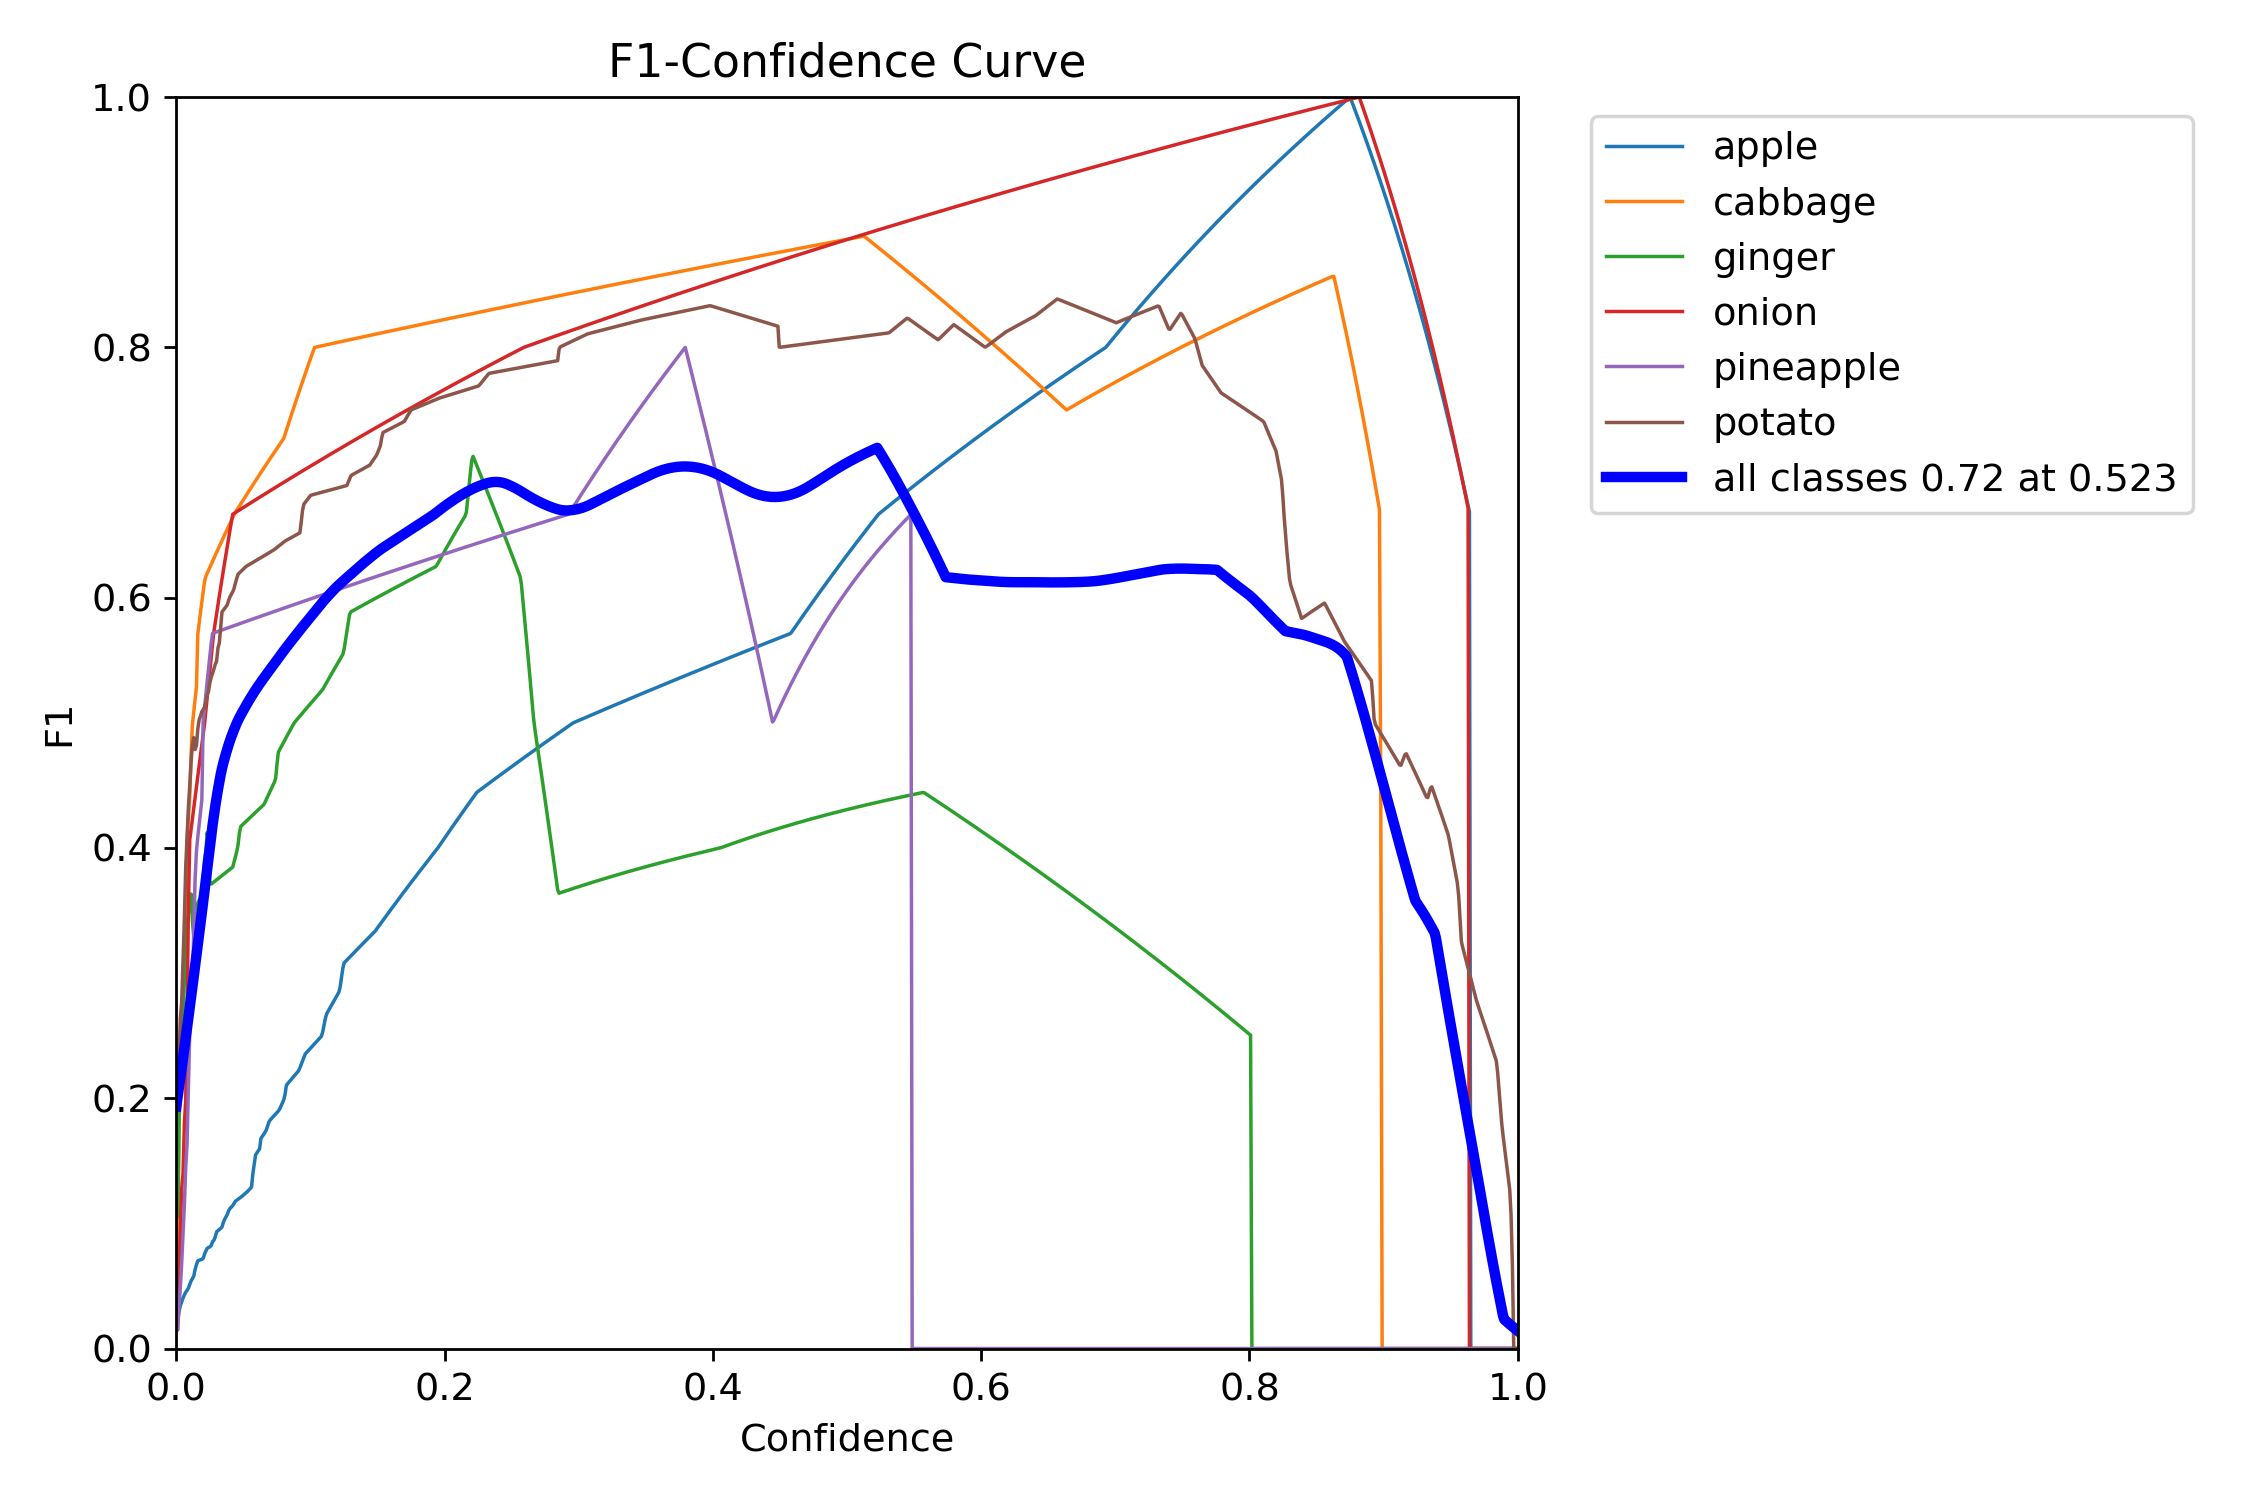 F1-Confidence Curve
1.0
0.8
0.6
0.4
0.2
0.0
F1
0.0 0.2 0.4 0.6 0.8 1.0
Confidence
apple
cabbage
ginger
onion
pineapple
potato
all classes 0.72 at 0.523